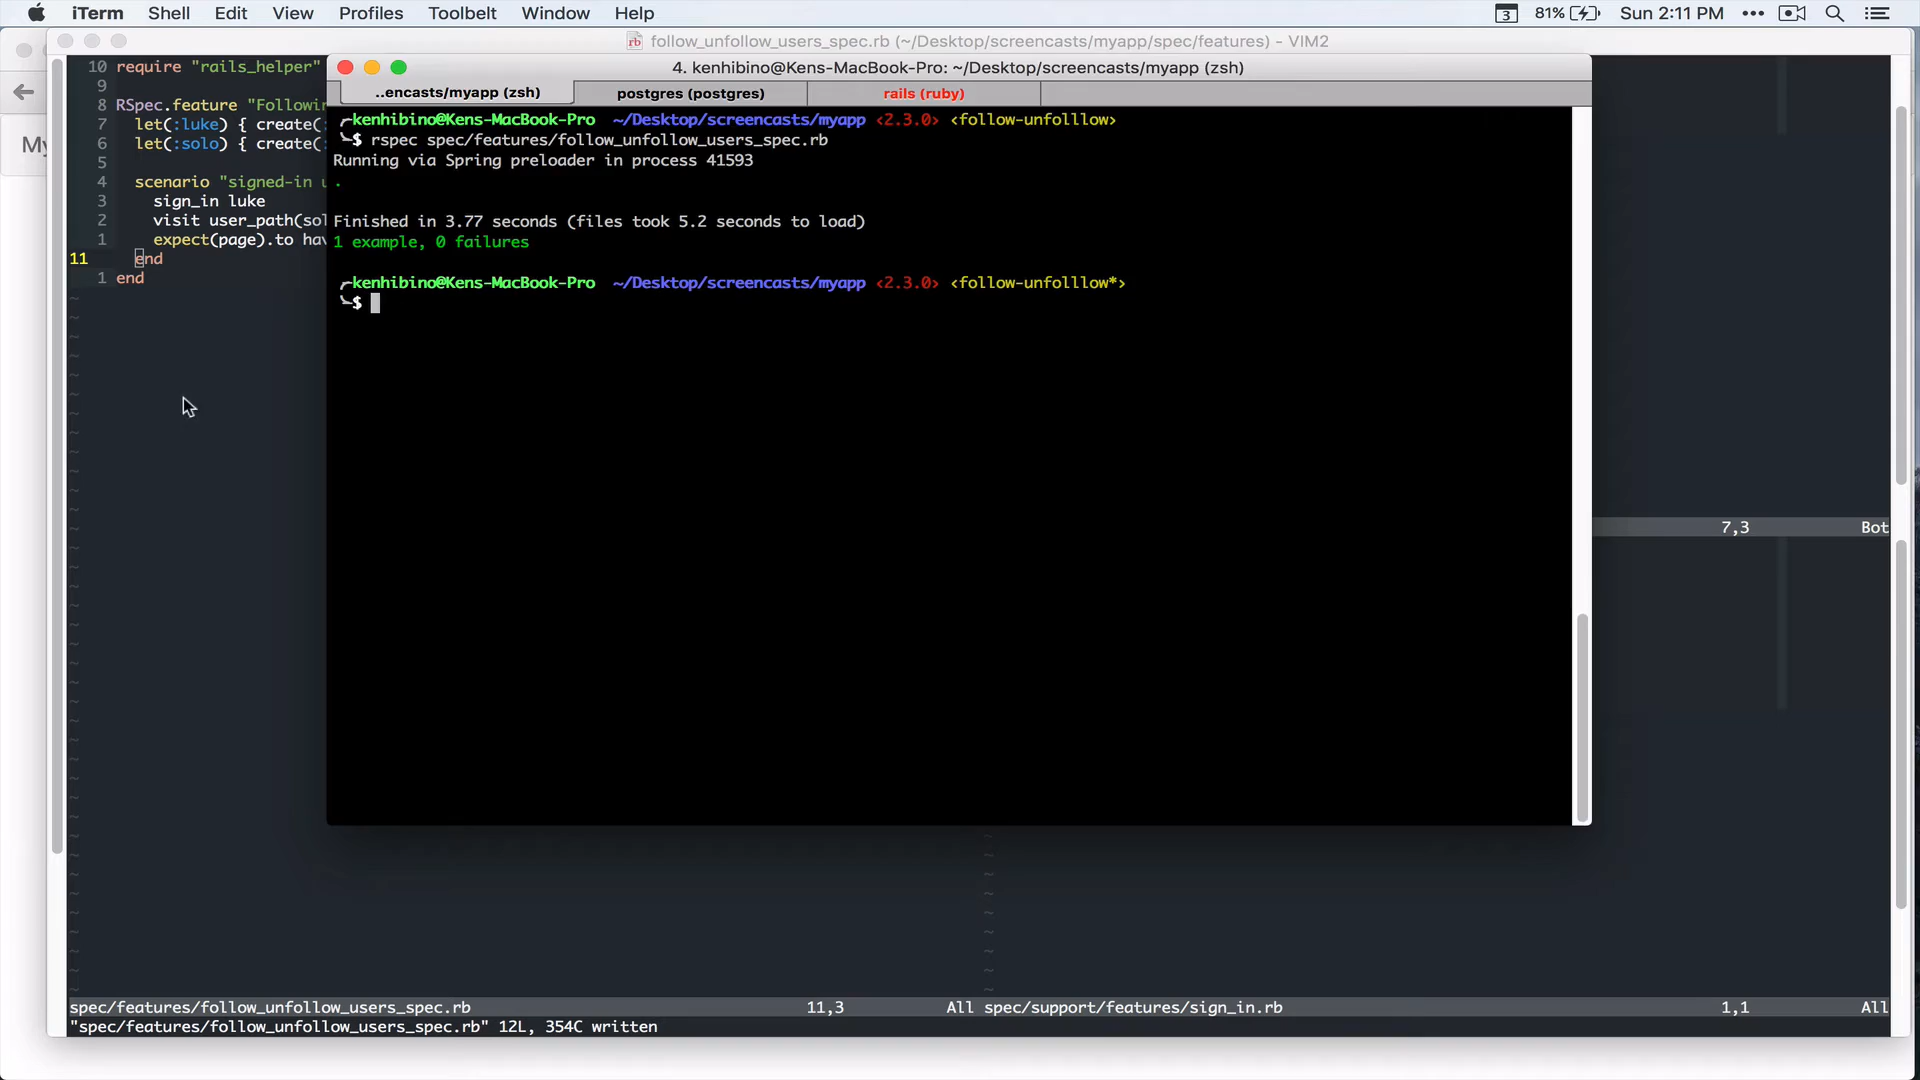 iTerm Shell Edit View Profiles Toolbelt Window Help 3 81% Sun 2:11 PM
follow_unfollow_users_spec.rb (~/Desktop/screencasts/myapp/spec/features) - VIM2
4. kenhibino@Kens-MacBook-Pro: ~/Desktop/screencasts/myapp (zsh)
..encasts/myapp (zsh) postgres (postgres) rails (ruby)
My
10 require "rails_helper"
9
8 RSpec.feature "Followin
7 let(:luke) { create(:
6 let(:solo) { create(:
5
4 scenario "signed-in u
3 sign_in luke
2 visit user_path(sol
1 expect(page).to hav
11 end
1 end
kenhibino@Kens-MacBook-Pro ~/Desktop/screencasts/myapp ‹2.3.0› ‹follow-unfolllow›
$ rspec spec/features/follow_unfollow_users_spec.rb
Running via Spring preloader in process 41593
.
Finished in 3.77 seconds (files took 5.2 seconds to load)
1 example, 0 failures
kenhibino@Kens-MacBook-Pro ~/Desktop/screencasts/myapp ‹2.3.0› ‹follow-unfolllow*›
$
7,3 Bot
spec/features/follow_unfollow_users_spec.rb 11,3 All spec/support/features/sign_in.rb 1,1 All
"spec/features/follow_unfollow_users_spec.rb" 12L, 354C written